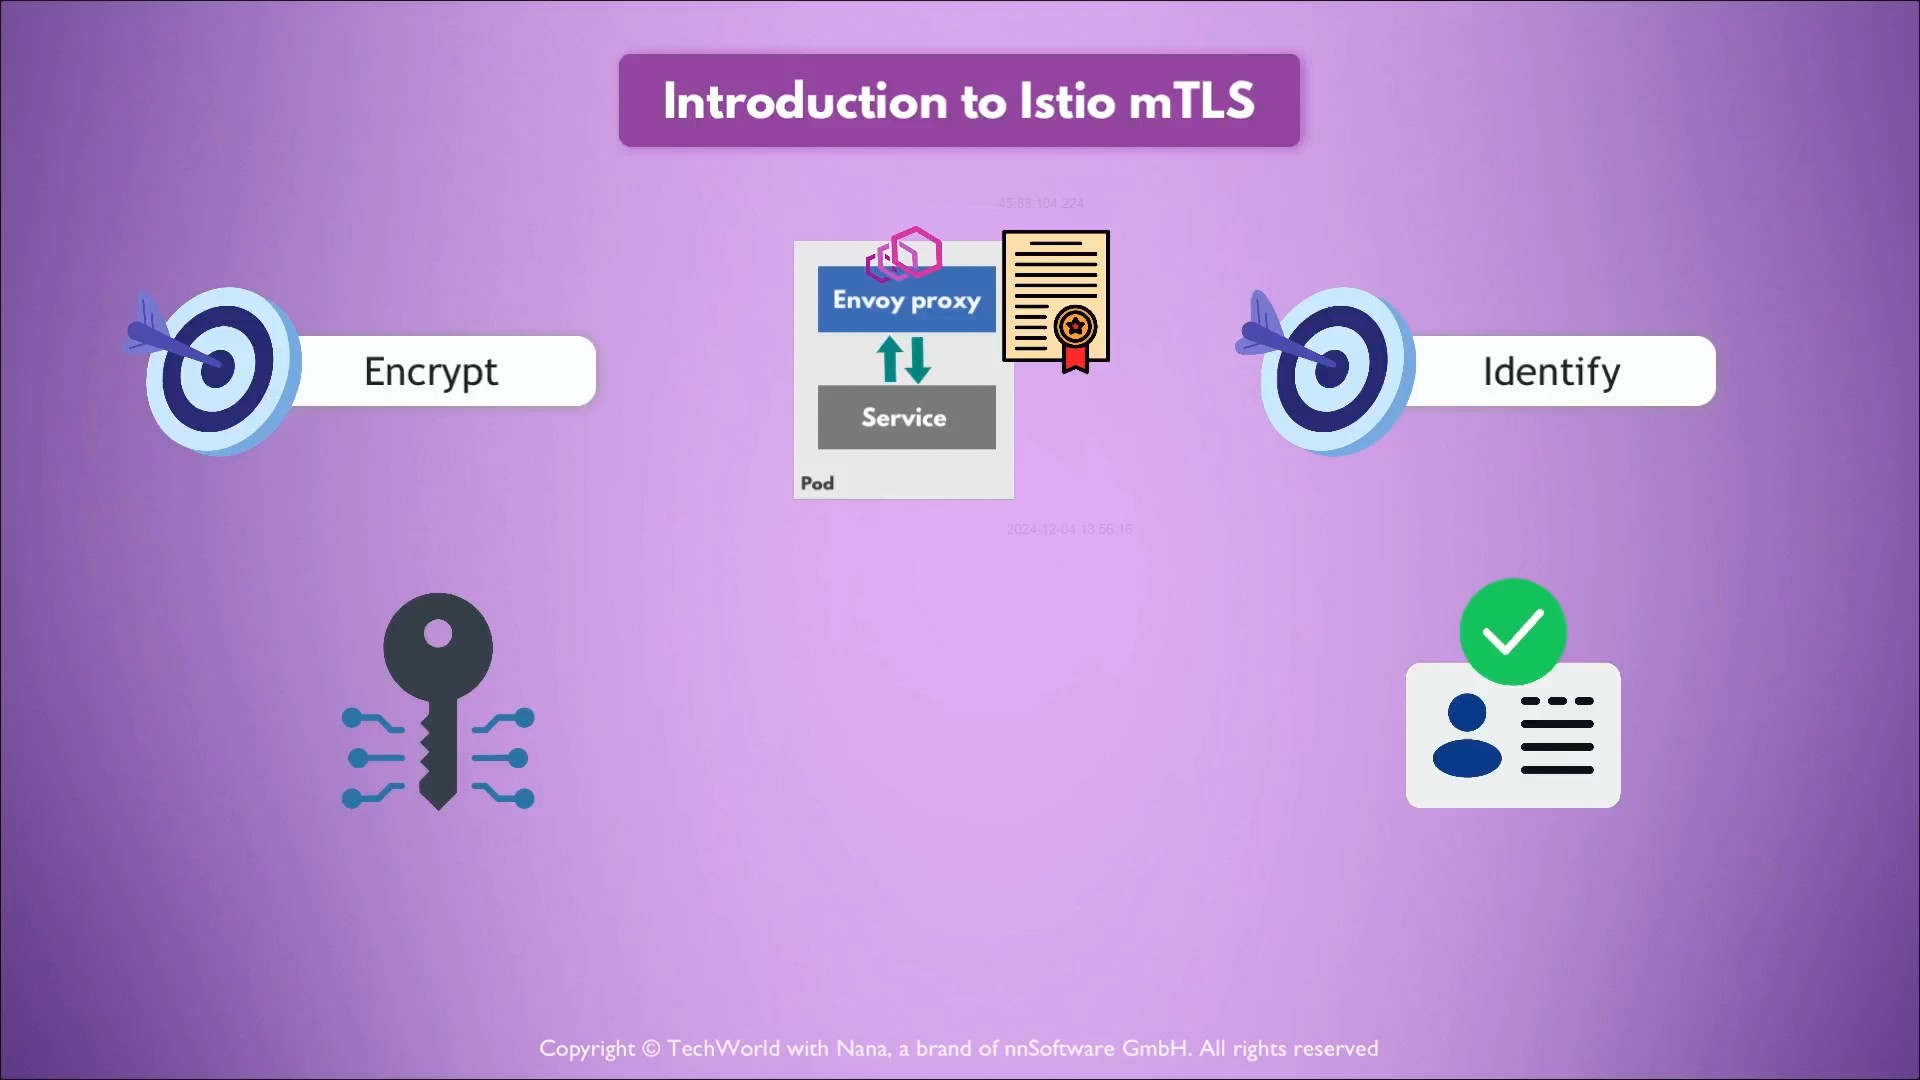 Introduction to Istio mTLS
45.88.104.224
Envoy proxy
Encrypt
Identify
Service
Pod
2024-12-04 13:56:16
Copyright © TechWorld with Nana, a brand of nnSoftware GmbH. All rights reserved